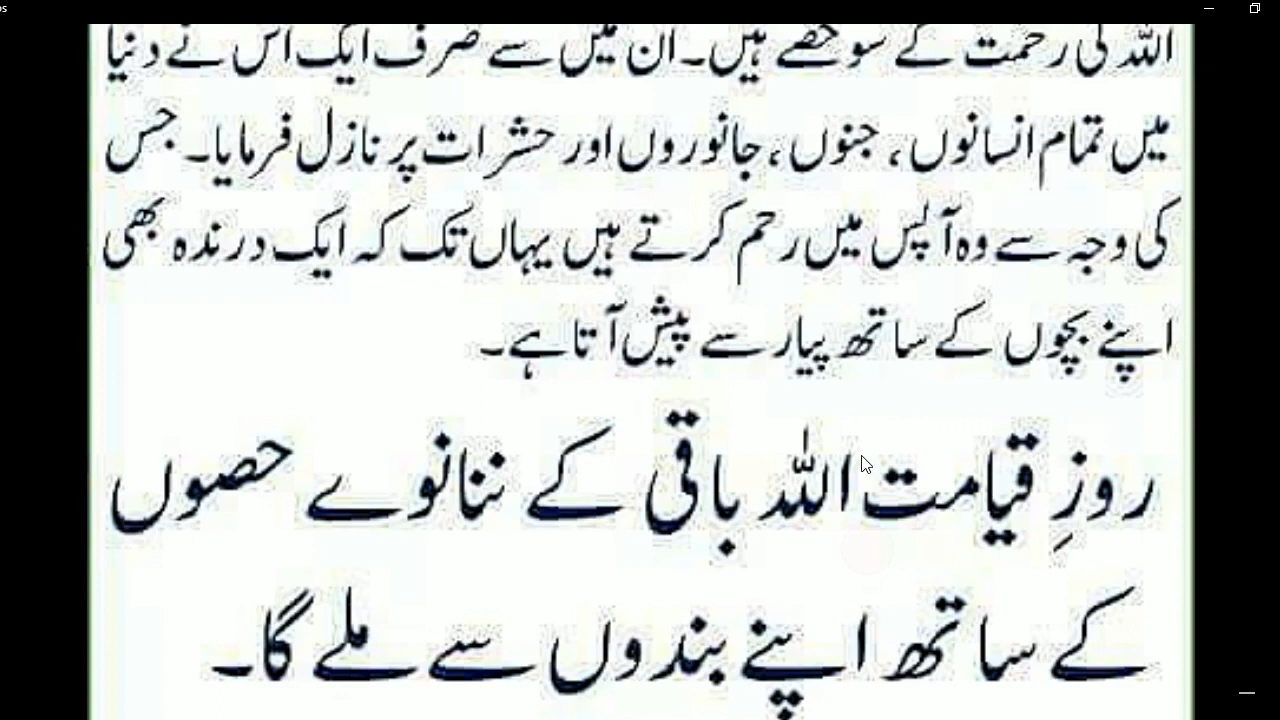 os
اللہ کی رحمت کے سو حصے ہیں۔ ان میں سے صرف ایک اس نے دنیا
میں تمام انسانوں، جنوں، جانوروں اور حشرات پر نازل فرمایا۔ جس
کی وجہ سے وہ آپس میں رحم کرتے ہیں یہاں تک کہ ایک درندہ بھی
اپنے بچوں کے ساتھ پیار سے پیش آتا ہے۔
روزِ قیامت اللہ باقی کے ننانوے حصوں
کے ساتھ اپنے بندوں سے ملے گا۔